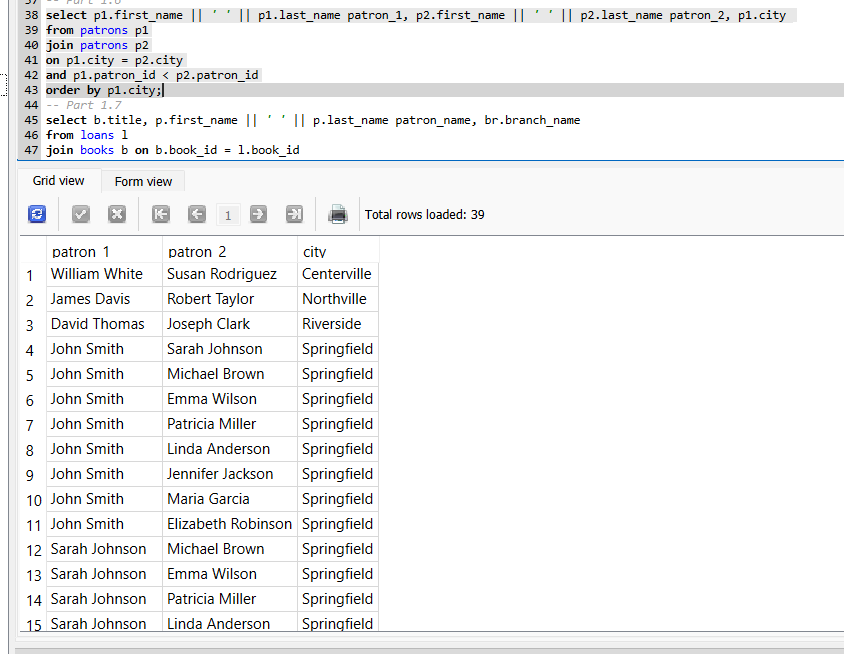 37 -- Part 1.6
38 select p1.first_name || ' ' || p1.last_name patron_1, p2.first_name || ' ' || p2.last_name patron_2, p1.city
39 from patrons p1
40 join patrons p2
41 on p1.city = p2.city
42 and p1.patron_id < p2.patron_id
43 order by p1.city;
44 -- Part 1.7
45 select b.title, p.first_name || ' ' || p.last_name patron_name, br.branch_name
46 from loans l
47 join books b on b.book_id = l.book_id
Grid view Form view
1 Total rows loaded: 39
patron_1 patron_2 city
1 William White Susan Rodriguez Centerville
2 James Davis Robert Taylor Northville
3 David Thomas Joseph Clark Riverside
4 John Smith Sarah Johnson Springfield
5 John Smith Michael Brown Springfield
6 John Smith Emma Wilson Springfield
7 John Smith Patricia Miller Springfield
8 John Smith Linda Anderson Springfield
9 John Smith Jennifer Jackson Springfield
10 John Smith Maria Garcia Springfield
11 John Smith Elizabeth Robinson Springfield
12 Sarah Johnson Michael Brown Springfield
13 Sarah Johnson Emma Wilson Springfield
14 Sarah Johnson Patricia Miller Springfield
15 Sarah Johnson Linda Anderson Springfield